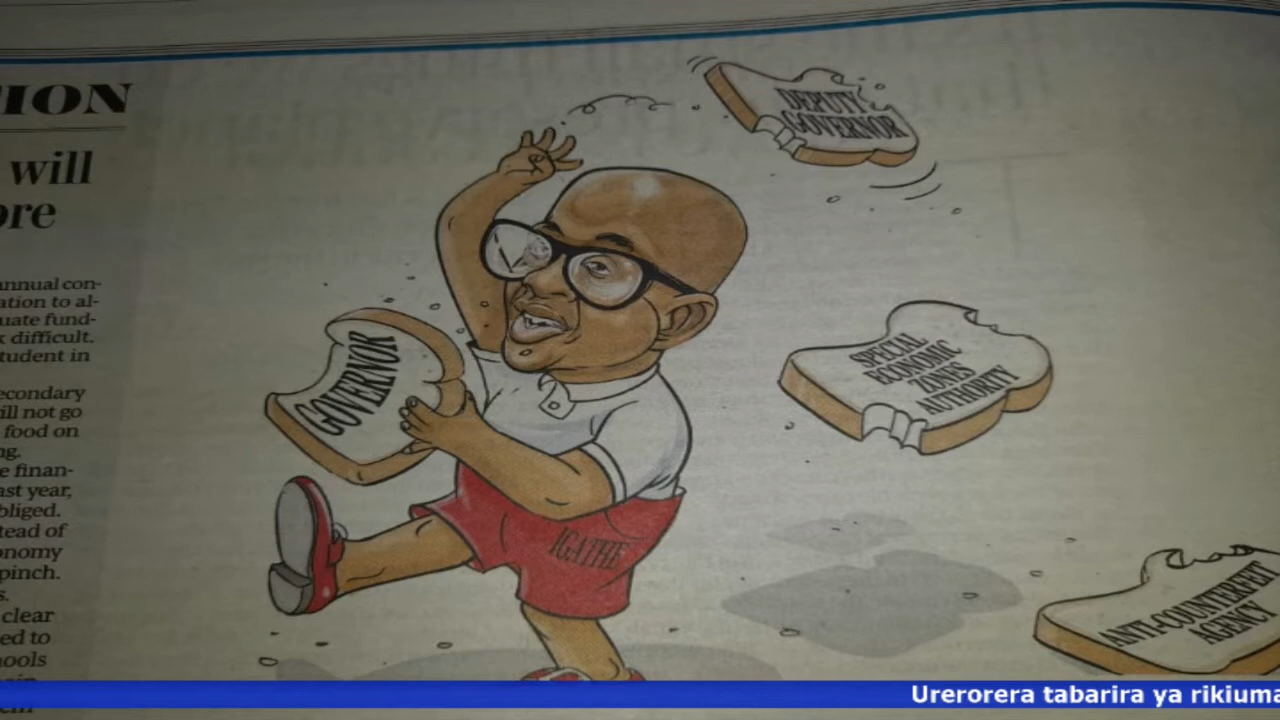 TION
will
ore
annual con-
ation to al-
uate fund-
difficult.
tudent in
econdary
ill not go
food on
ng.
e finan-
ast year,
bliged.
tead of
onomy
pinch.
s.
clear
ed to
hools
DEPUTY
GOVERNOR
GOVERNOR
SPECIAL
ECONOMIC
ZONES
AUTHORITY
IGATHE
ANTI-COUNTERFEIT
AGENCY
Urerorera tabarira ya rikiuma